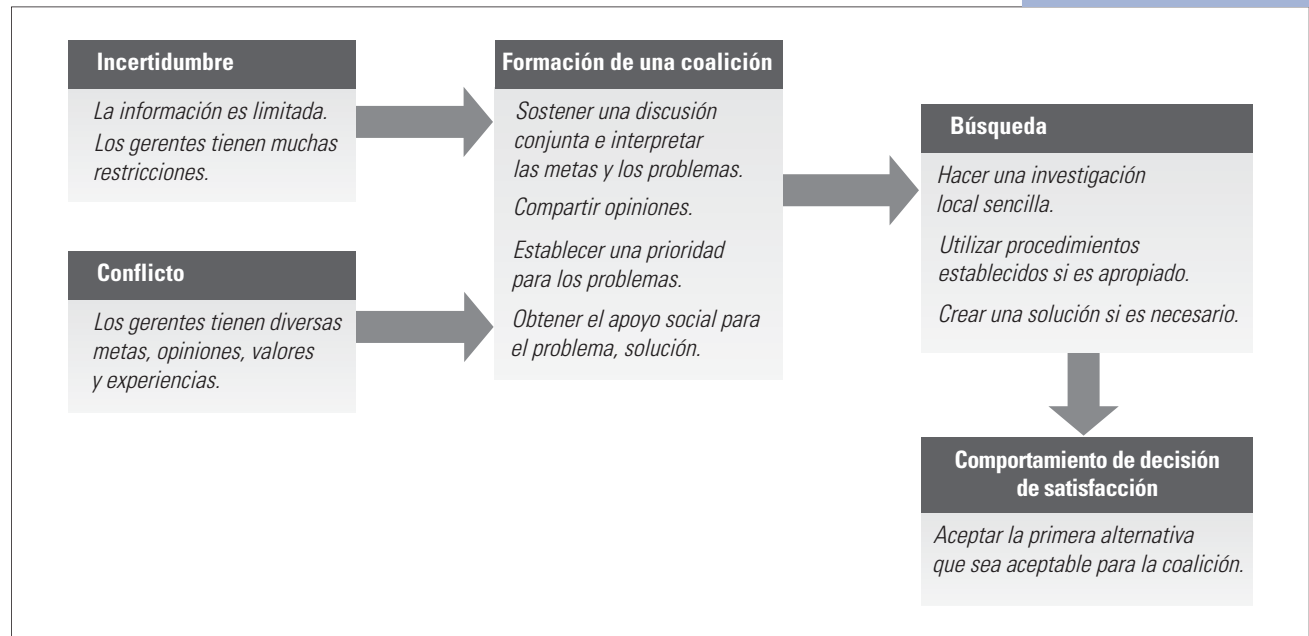 Incertidumbre
La información es limitada.
Los gerentes tienen muchas
restricciones.
Conflicto
Los gerentes tienen diversas
metas, opiniones, valores
y experiencias.
Formación de una coalición
Sostener una discusión
conjunta e interpretar
las metas y los problemas.
Compartir opiniones.
Establecer una prioridad
para los problemas.
Obtener el apoyo social para
el problema, solución.
Búsqueda
Hacer una investigación
local sencilla.
Utilizar procedimientos
establecidos si es apropiado.
Crear una solución si es necesario.
Comportamiento de decisión
de satisfacción
Aceptar la primera alternativa
que sea aceptable para la coalición.